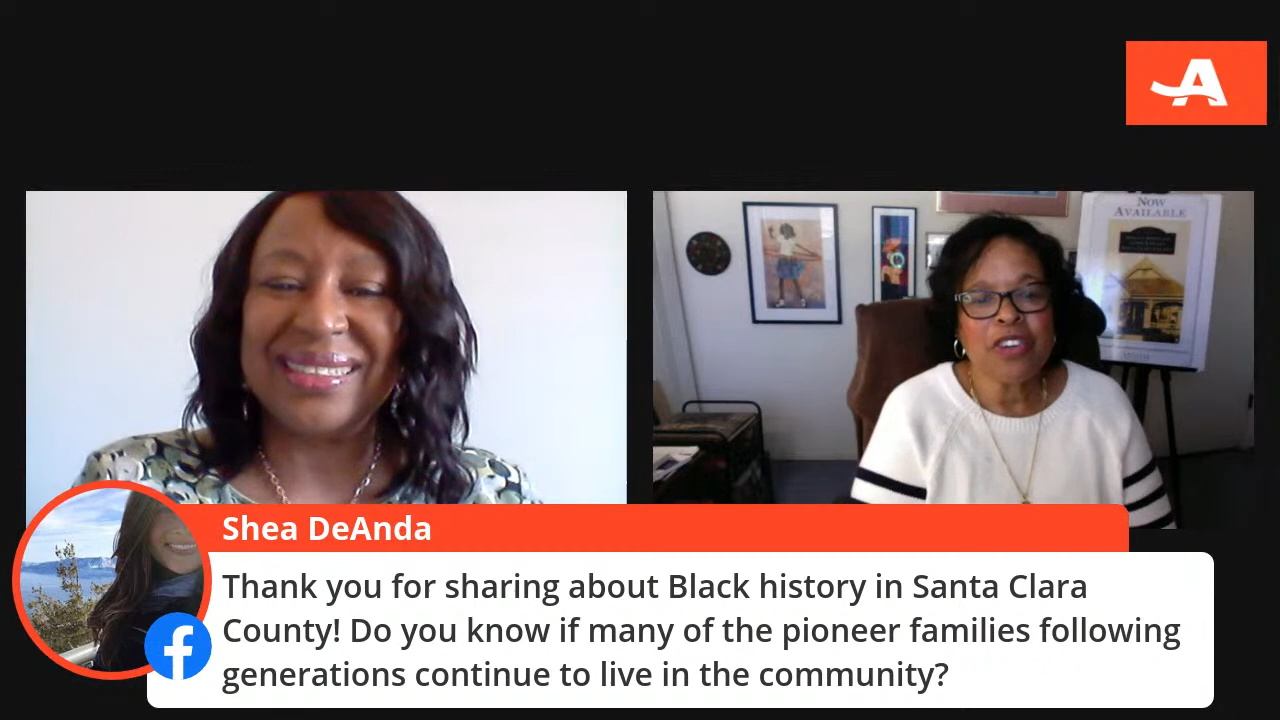 NOW
AVAILABLE
Shea DeAnda
Thank you for sharing about Black history in Santa Clara
County! Do you know if many of the pioneer families following
generations continue to live in the community?